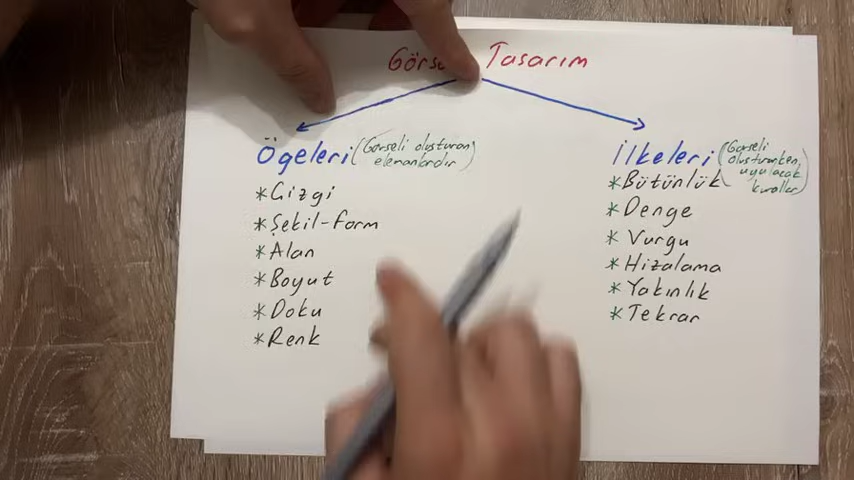 Görsel Tasarım
Ögeleri (Görseli oluşturan
elemanlardır)
*Çizgi
*Şekil-form
*Alan
*Boyut
*Doku
*Renk
İlkeleri (Görseli
oluştururken
uyulacak
kurallar)
*Bütünlük
*Denge
*Vurgu
*Hizalama
*Yakınlık
*Tekrar